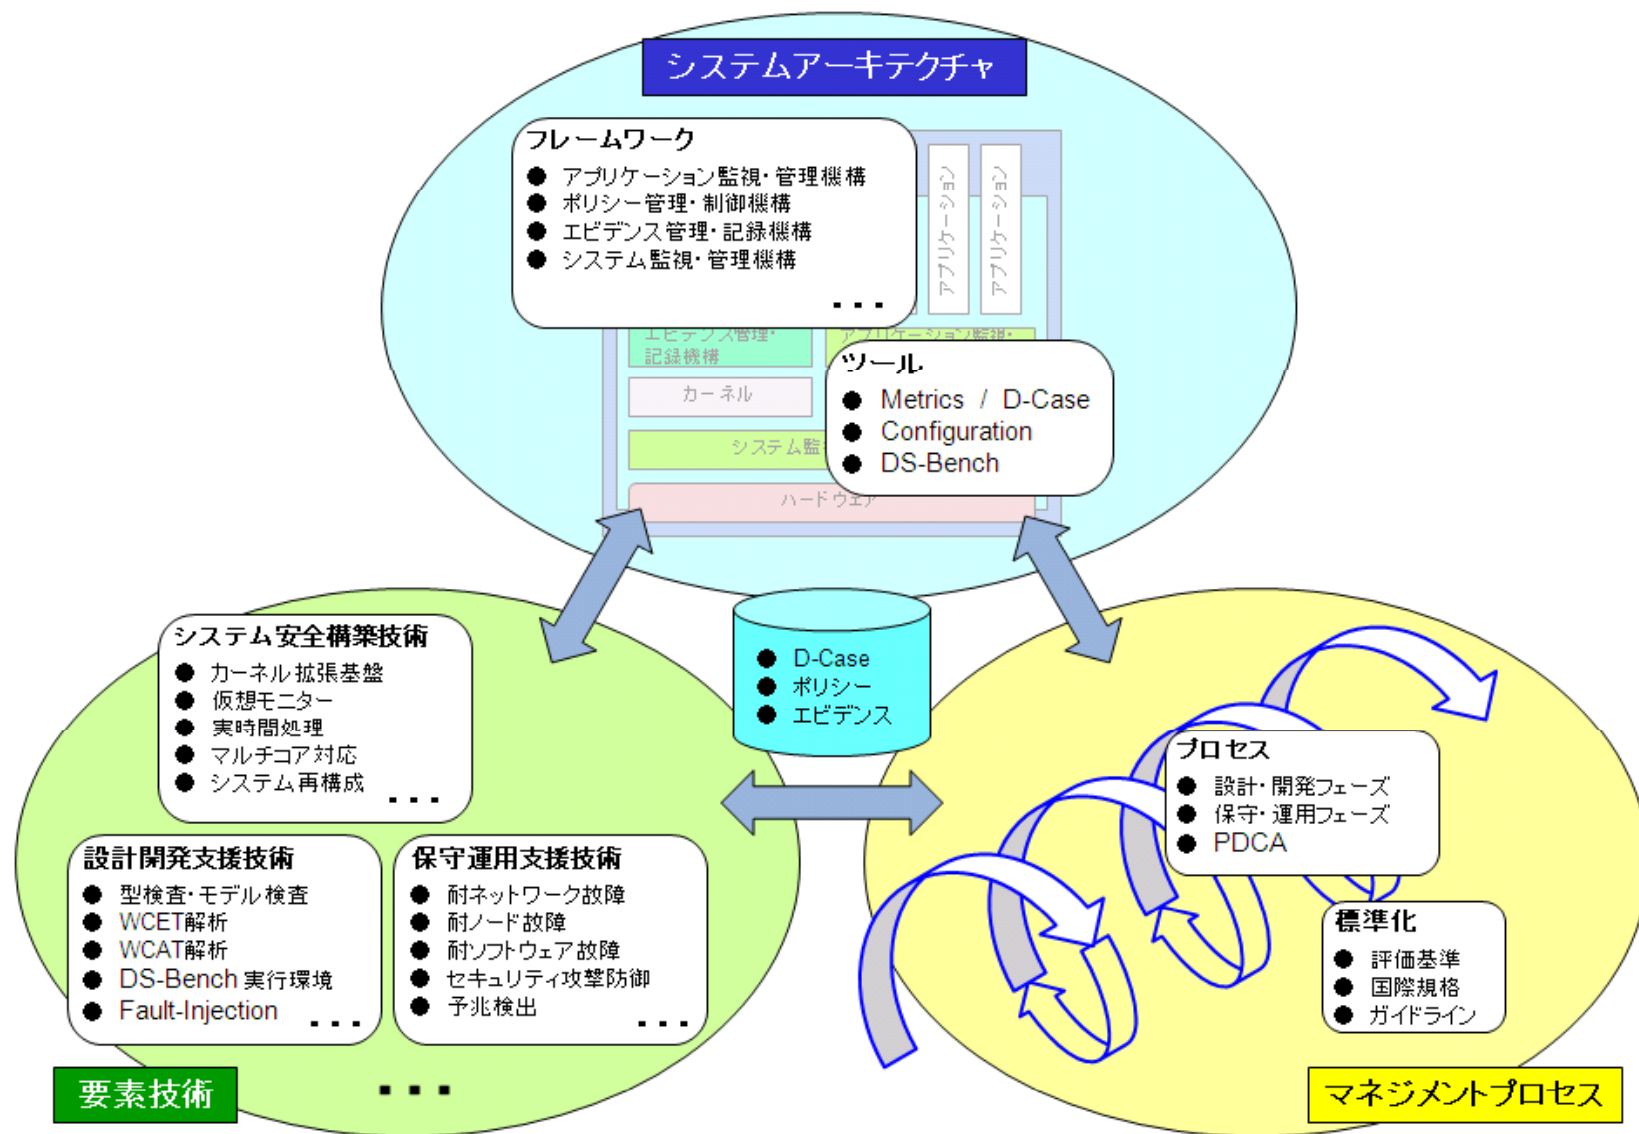 システムアーキテクチャ
フレームワーク
● アプリケーション監視・管理機構
● ポリシー管理・制御機構
● エビデンス管理・記録機構
● システム監視・管理機構
・・・
アプリケーション
アプリケーション
エビデンス管理・
記録機構
アプリケーション監視・
カーネル
システム監
ハードウェア
ツール
● Metrics / D-Case
● Configuration
● DS-Bench
● D-Case
● ポリシー
● エビデンス
システム安全構築技術
● カーネル拡張基盤
● 仮想モニター
● 実時間処理
● マルチコア対応
● システム再構成
・・・
設計開発支援技術
● 型検査・モデル検査
● WCET解析
● WCAT解析
● DS-Bench 実行環境
● Fault-Injection
・・・
保守運用支援技術
● 耐ネットワーク故障
● 耐ノード故障
● 耐ソフトウェア故障
● セキュリティ攻撃防御
● 予兆検出
・・・
・・・
要素技術
プロセス
● 設計・開発フェーズ
● 保守・運用フェーズ
● PDCA
標準化
● 評価基準
● 国際規格
● ガイドライン
マネジメントプロセス